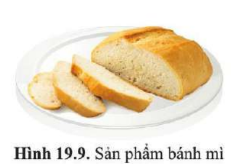 Hình 19.9. Sản phẩm bánh mì